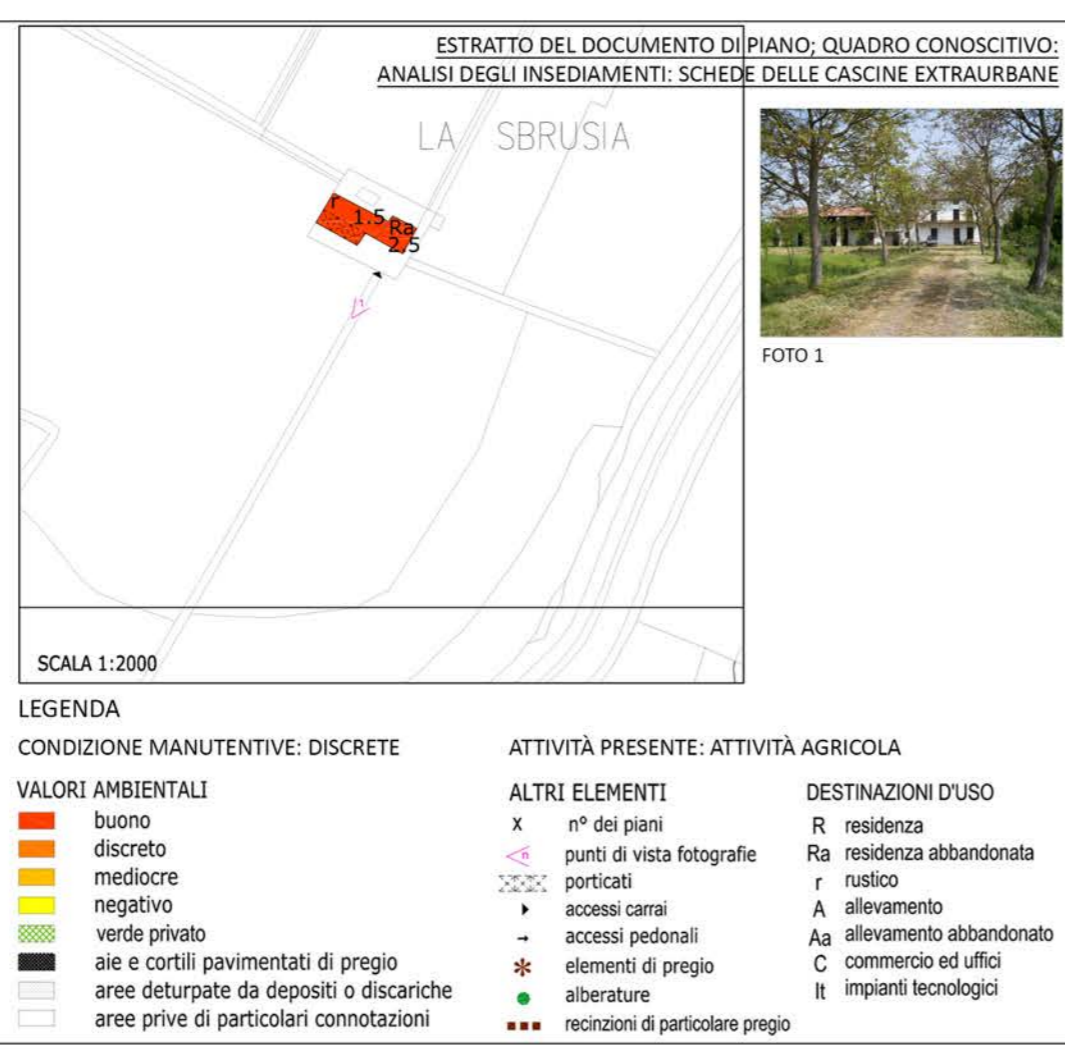 ESTRATTO DEL DOCUMENTO DI PIANO; QUADRO CONOSCITIVO:
ANALISI DEGLI INSEDIAMENTI: SCHEDE DELLE CASCINE EXTRAURBANE
LA SBRUSIA
r
1.5
Ra
2.5
1
FOTO 1
SCALA 1:2000
LEGENDA
CONDIZIONE MANUTENTIVE: DISCRETE
VALORI AMBIENTALI
buono
discreto
mediocre
negativo
verde privato
aie e cortili pavimentati di pregio
aree deturpate da depositi o discariche
aree prive di particolari connotazioni
ATTIVITÀ PRESENTE: ATTIVITÀ AGRICOLA
ALTRI ELEMENTI
x n° dei piani
n punti di vista fotografie
porticati
accessi carrai
accessi pedonali
elementi di pregio
alberature
recinzioni di particolare pregio
DESTINAZIONI D'USO
R residenza
Ra residenza abbandonata
r rustico
A allevamento
Aa allevamento abbandonato
C commercio ed uffici
It impianti tecnologici